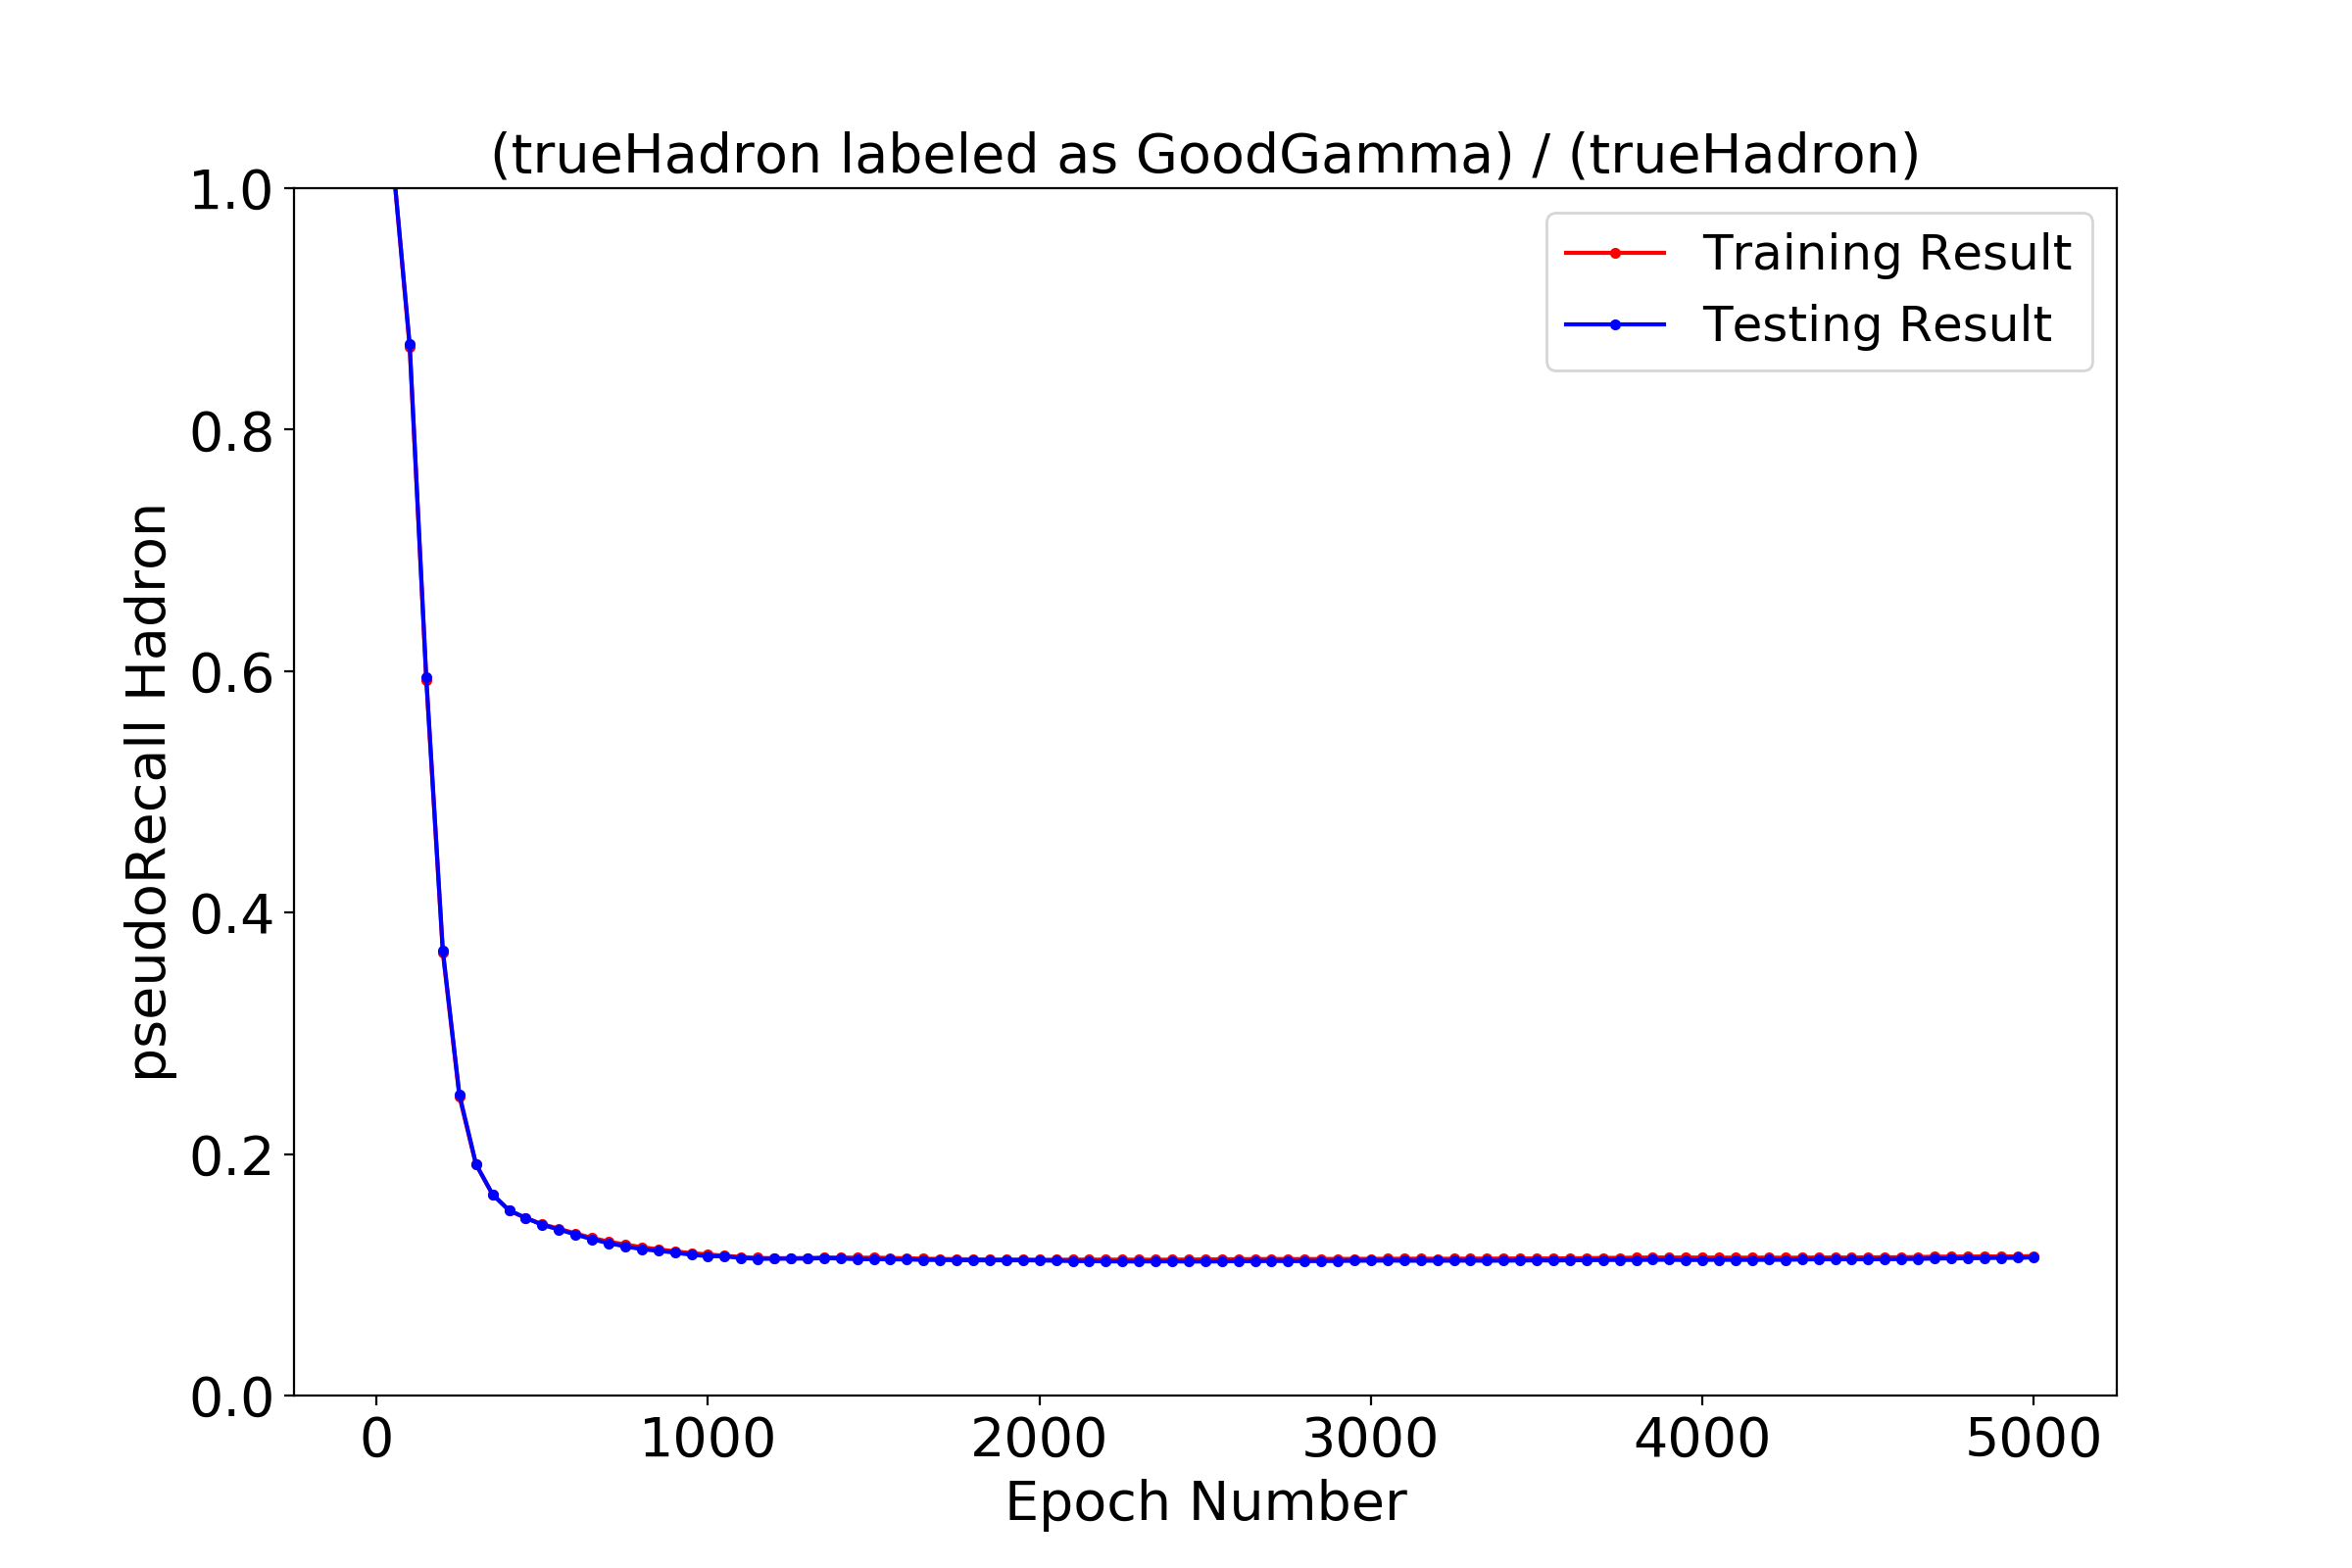 (trueHadron labeled as GoodGamma) / (trueHadron)
1.0
0.8
0.6
0.4
0.2
0.0
pseudoRecall Hadron
Training Result
Testing Result
0 1000 2000 3000 4000 5000
Epoch Number